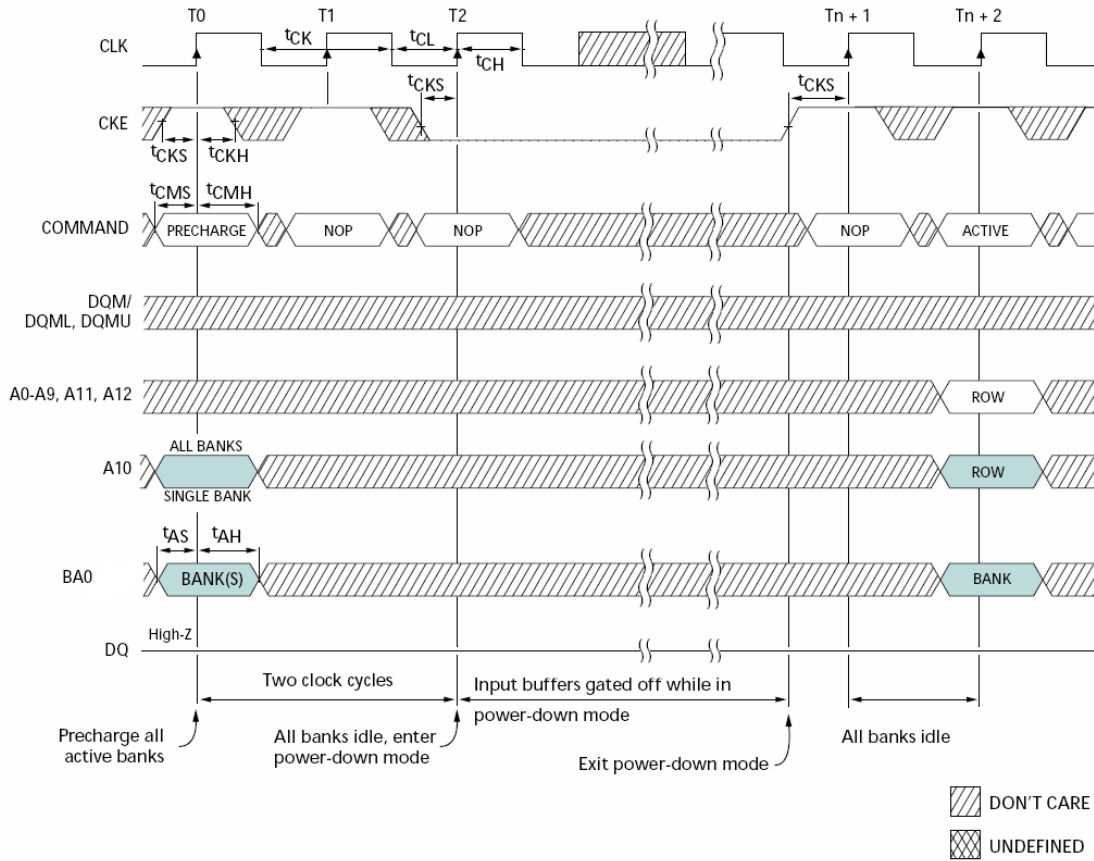 T0 T1 T2 Tn + 1 Tn + 2
CLK
tCK tCL
tCH
tCKS tCKS
CKE
tCKS tCKH
tCMS tCMH
COMMAND PRECHARGE NOP NOP NOP ACTIVE
DQM/
DQML, DQMU
A0-A9, A11, A12 ROW
ALL BANKS
A10 ROW
SINGLE BANK
tAS tAH
BA0 BANK(S) BANK
High-Z
DQ
Two clock cycles
Input buffers gated off while in
power-down mode
Precharge all
active banks
All banks idle, enter
power-down mode
Exit power-down mode
All banks idle
DON'T CARE
UNDEFINED